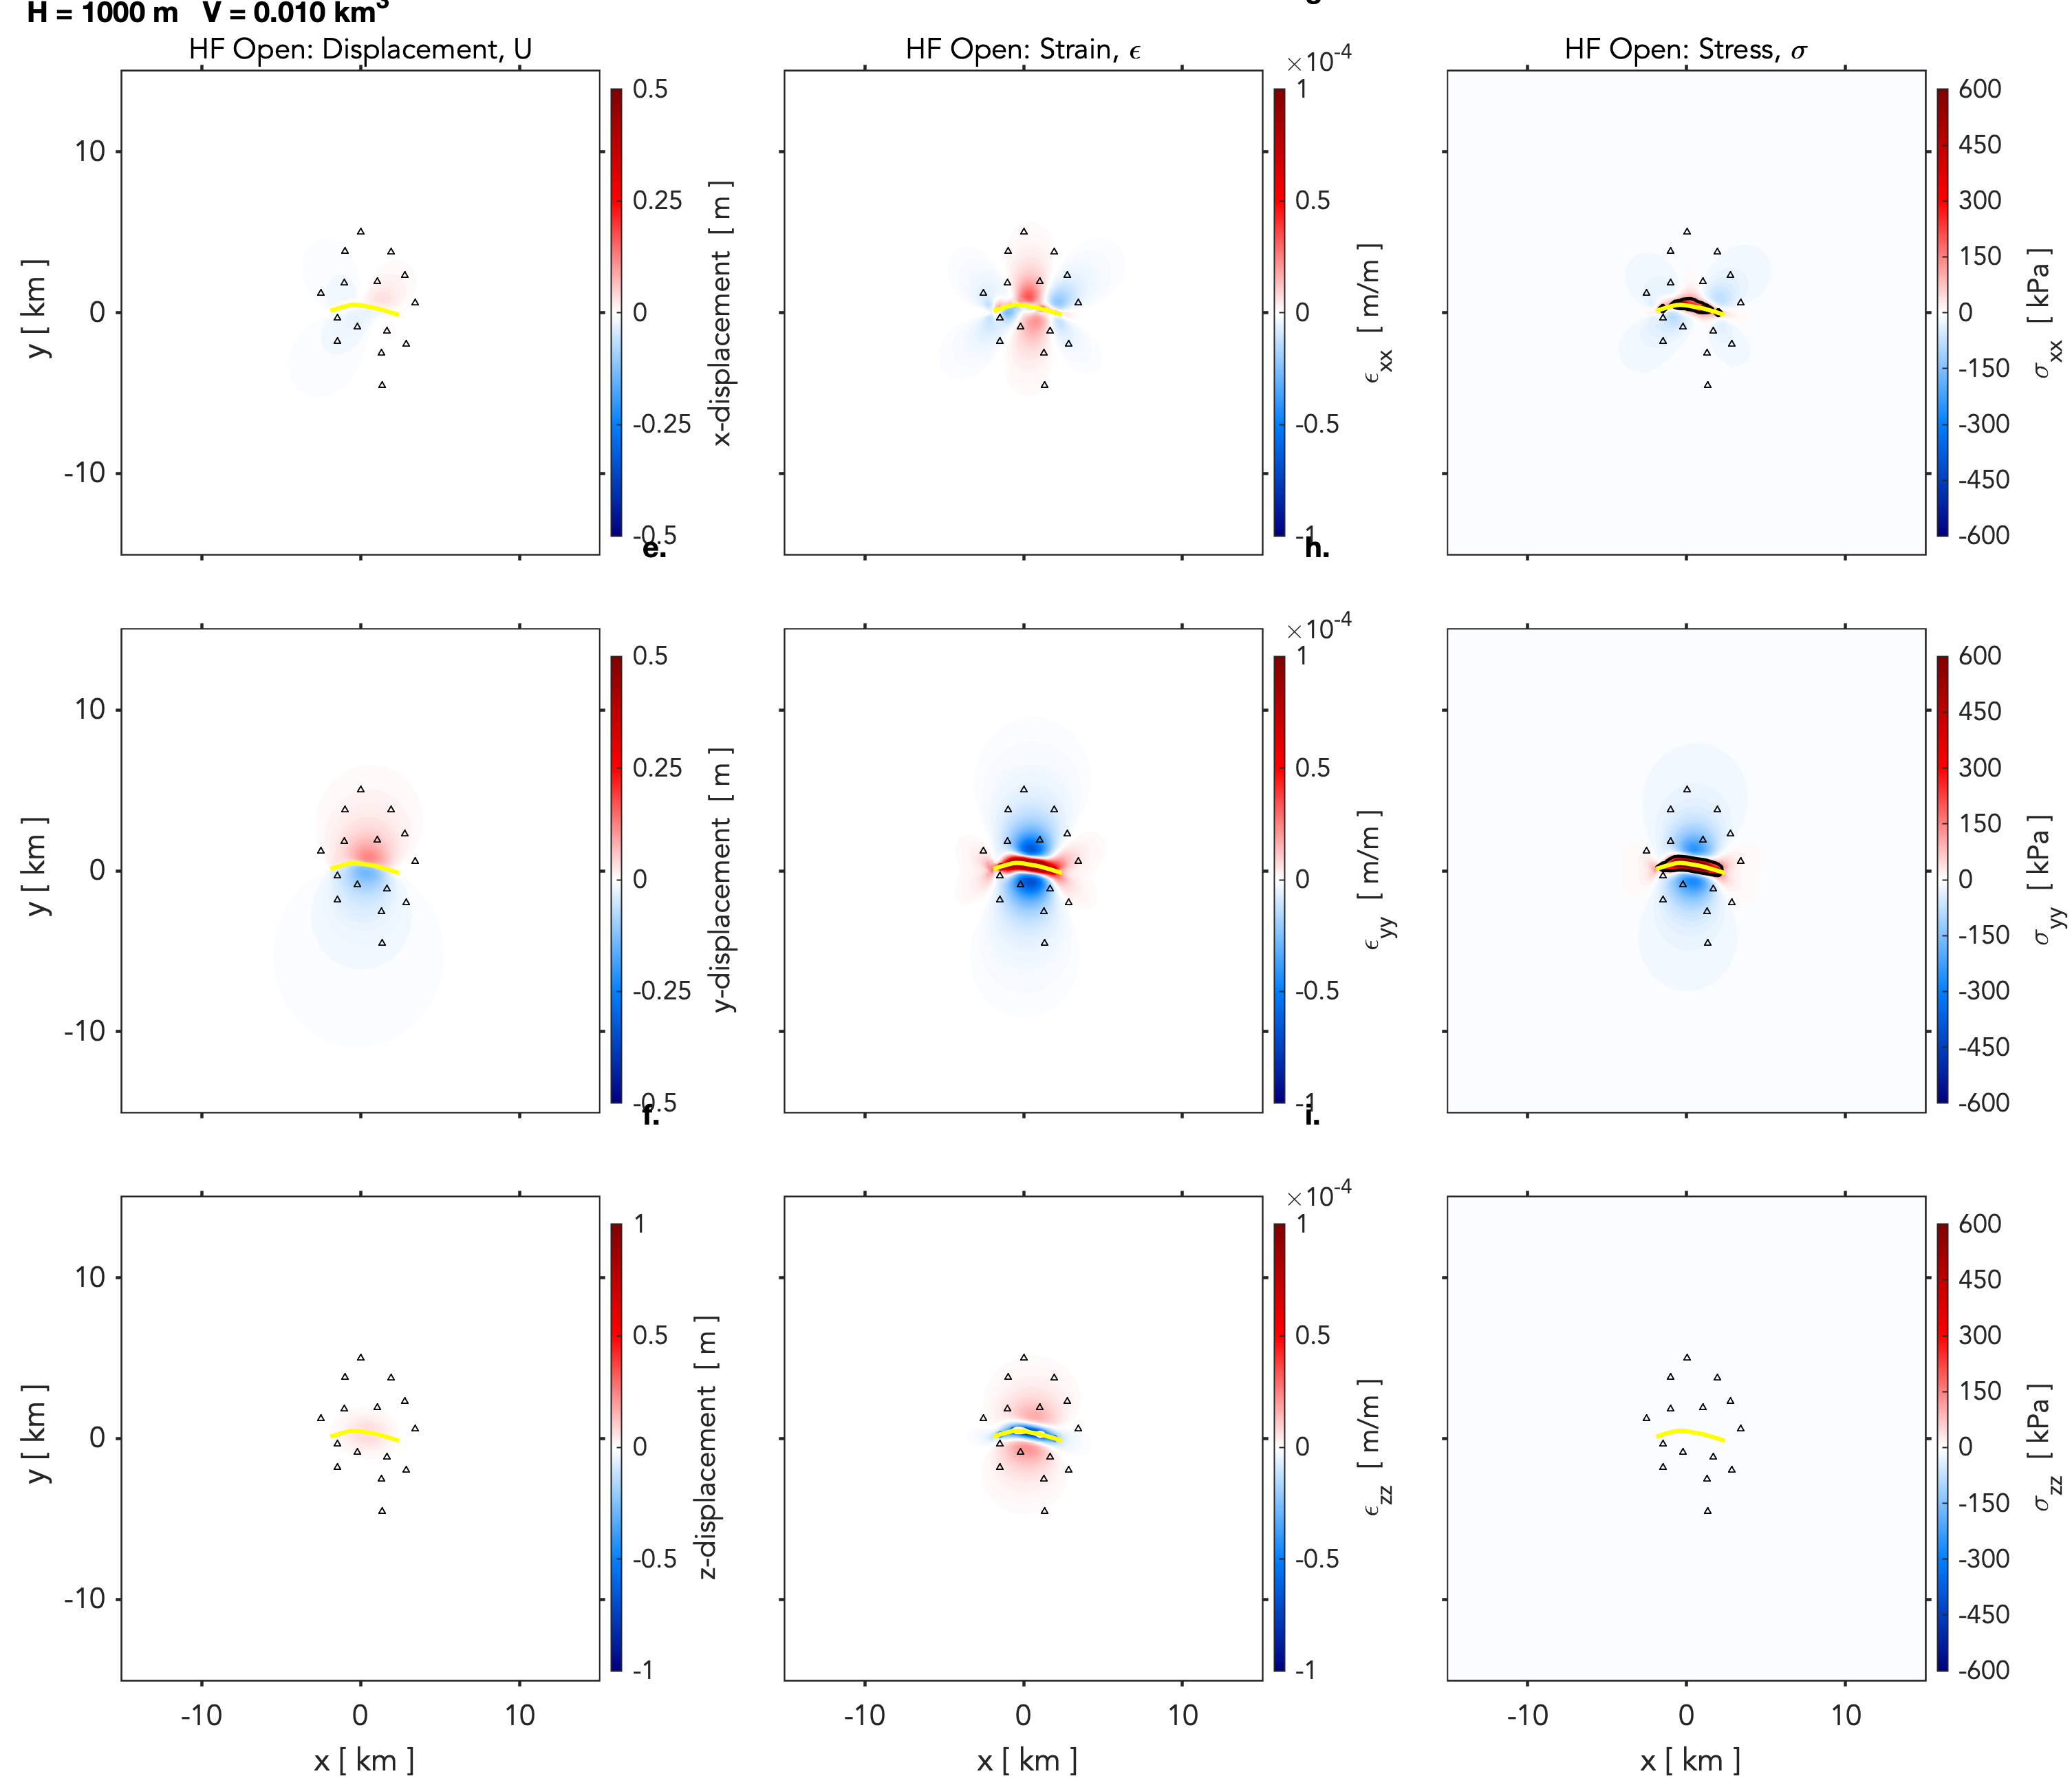 H = 1000 m V = 0.010 km³
HF Open: Displacement, U
HF Open: Strain, ϵ
HF Open: Stress, σ
10
0
-10
y [ km ]
0.5
0.25
0
-0.25
-0.5
x-displacement [ m ]
×10⁻⁴
1
0.5
0
-0.5
-1
ϵxx [ m/m ]
600
450
300
150
0
-150
-300
-450
-600
σxx [ kPa ]
e.
h.
10
0
-10
y [ km ]
0.5
0.25
0
-0.25
-0.5
y-displacement [ m ]
×10⁻⁴
1
0.5
0
-0.5
-1
ϵyy [ m/m ]
600
450
300
150
0
-150
-300
-450
-600
σyy [ kPa ]
f.
i.
10
0
-10
y [ km ]
1
0.5
0
-0.5
-1
z-displacement [ m ]
×10⁻⁴
1
0.5
0
-0.5
-1
ϵzz [ m/m ]
600
450
300
150
0
-150
-300
-450
-600
σzz [ kPa ]
-10 0 10
-10 0 10
-10 0 10
x [ km ]
x [ km ]
x [ km ]